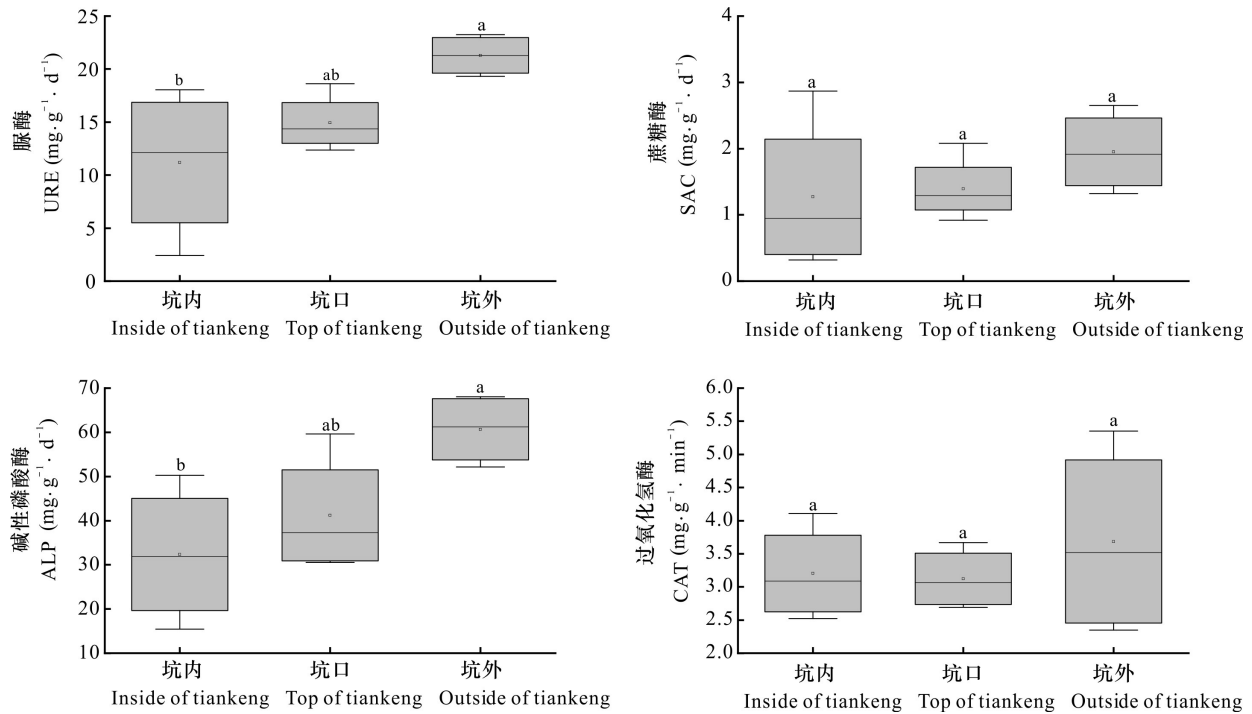 脲酶
URE (mg·g⁻¹·d⁻¹)
25
20
15
10
5
0
b
ab
a
坑内
坑口
坑外
Inside of tiankeng
Top of tiankeng
Outside of tiankeng
蔗糖酶
SAC (mg·g⁻¹·d⁻¹)
4
3
2
1
0
a
a
a
坑内
坑口
坑外
Inside of tiankeng
Top of tiankeng
Outside of tiankeng
碱性磷酸酶
ALP (mg·g⁻¹·d⁻¹)
70
60
50
40
30
20
10
b
ab
a
坑内
坑口
坑外
Inside of tiankeng
Top of tiankeng
Outside of tiankeng
过氧化氢酶
CAT (mg·g⁻¹·min⁻¹)
6.0
5.5
5.0
4.5
4.0
3.5
3.0
2.5
2.0
a
a
a
坑内
坑口
坑外
Inside of tiankeng
Top of tiankeng
Outside of tiankeng